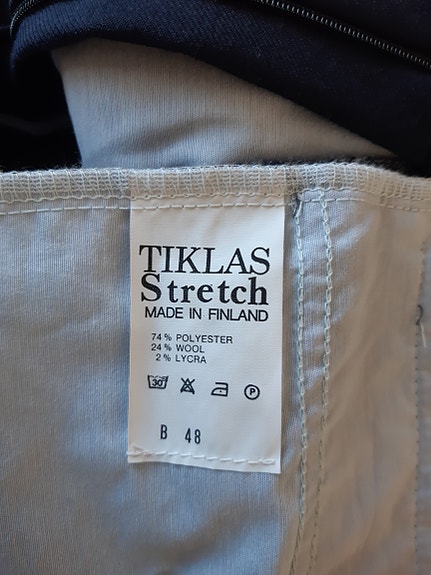 TIKLAS
Stretch
MADE IN FINLAND
74% POLYESTER
24% WOOL
2% LYCRA
30 P
B 48